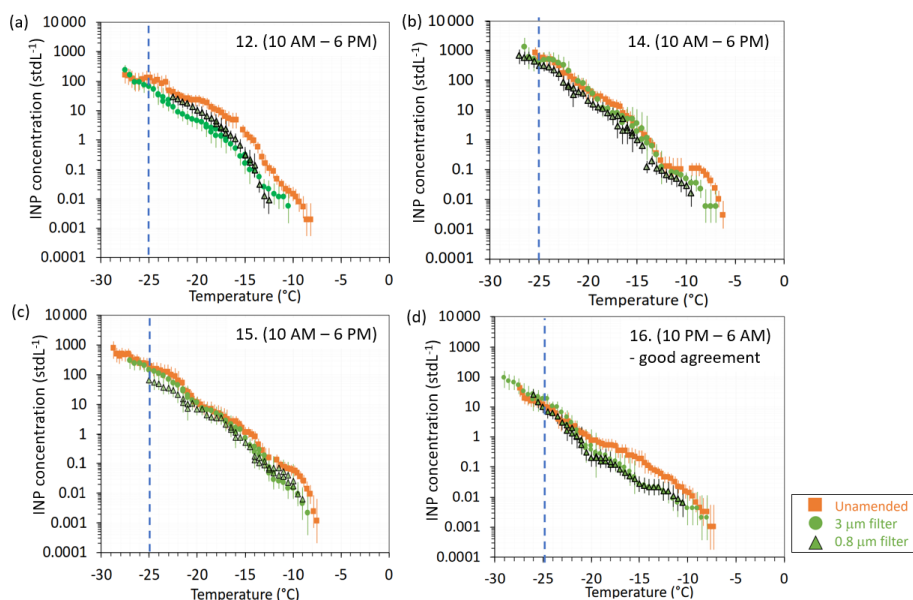 (a)
12. (10 AM – 6 PM)
INP concentration (stdL⁻¹)
10 000
1000
100
10
1
0.1
0.01
0.001
0.0001
-30 -25 -20 -15 -10 -5 0
Temperature (°C)
(b)
14. (10 AM – 6 PM)
INP concentration (stdL⁻¹)
10 000
1000
100
10
1
0.1
0.01
0.001
0.0001
-30 -25 -20 -15 -10 -5 0
Temperature (°C)
(c)
15. (10 AM – 6 PM)
INP concentration (stdL⁻¹)
10 000
1000
100
10
1
0.1
0.01
0.001
0.0001
-30 -25 -20 -15 -10 -5 0
Temperature (°C)
(d)
16. (10 PM – 6 AM)
- good agreement
INP concentration (stdL⁻¹)
10 000
1000
100
10
1
0.1
0.01
0.001
0.0001
-30 -25 -20 -15 -10 -5 0
Temperature (°C)
Unamended
3 µm filter
0.8 µm filter